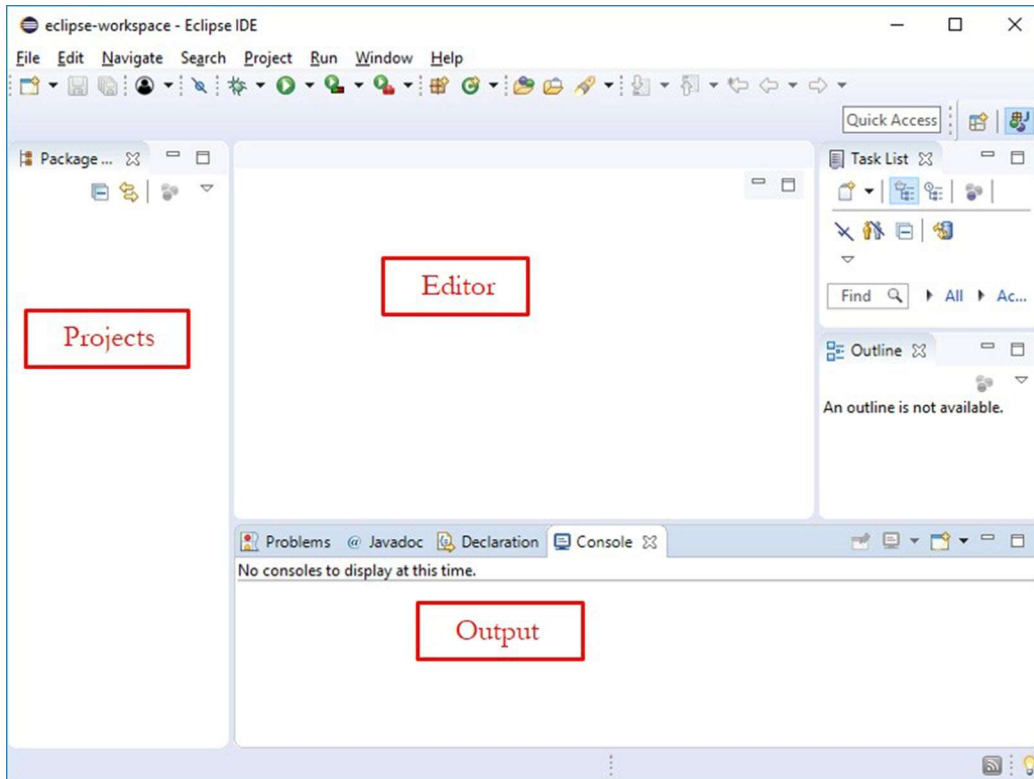 eclipse-workspace - Eclipse IDE
File Edit Navigate Search Project Run Window Help
Quick Access
Package ...
Task List
Find All Ac...
Editor
Projects
Outline
An outline is not available.
Problems @ Javadoc Declaration Console
No consoles to display at this time.
Output